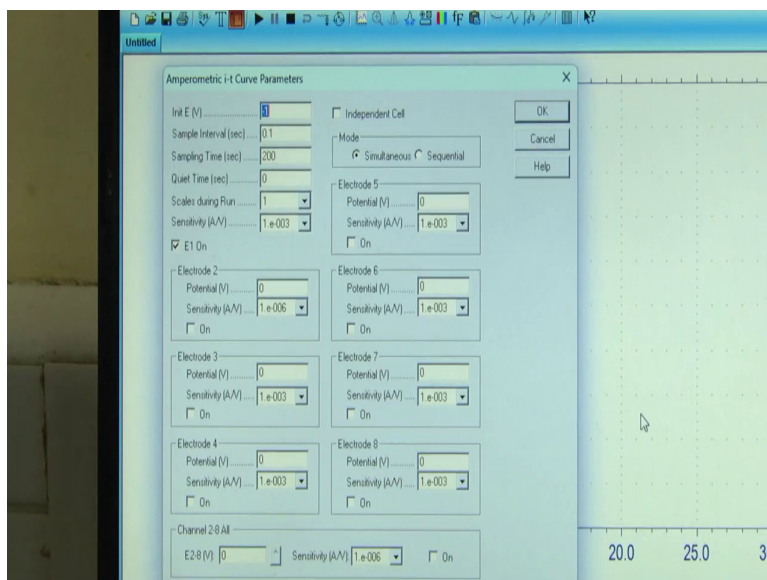 Untitled
Amperometric i-t Curve Parameters
X
Init E (V)
Sample Interval (sec) 0.1
Sampling Time (sec) 200
Quiet Time (sec) 0
Scales during Run 1
Sensitivity (A/V) 1.e-003
E1 On
Independent Cell
Mode
Simultaneous Sequential
OK
Cancel
Help
Electrode 2
Potential (V) 0
Sensitivity (A/V) 1.e-006
On
Electrode 3
Potential (V) 0
Sensitivity (A/V) 1.e-003
On
Electrode 4
Potential (V) 0
Sensitivity (A/V) 1.e-003
On
Electrode 5
Potential (V) 0
Sensitivity (A/V) 1.e-003
On
Electrode 6
Potential (V) 0
Sensitivity (A/V) 1.e-003
On
Electrode 7
Potential (V) 0
Sensitivity (A/V) 1.e-003
On
Electrode 8
Potential (V) 0
Sensitivity (A/V) 1.e-003
On
Channel 2-8 All
E2-8 (V): 0 Sensitivity (A/V): 1.e-006 On
20.0 25.0